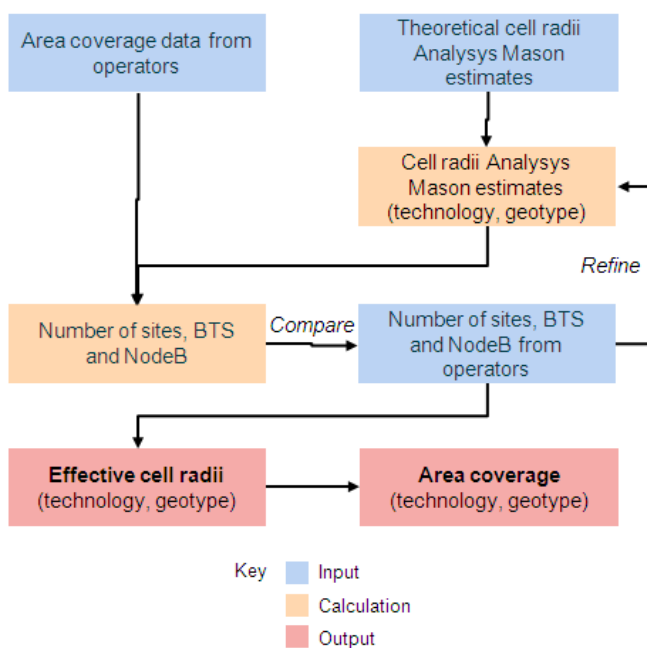 Area coverage data from
operators
Theoretical cell radii
Analysys Mason
estimates
Cell radii Analysys
Mason estimates
(technology, geotype)
Refine
Number of sites, BTS
and NodeB
Compare
Number of sites, BTS
and NodeB from
operators
Effective cell radii
(technology, geotype)
Area coverage
(technology, geotype)
Key
Input
Calculation
Output